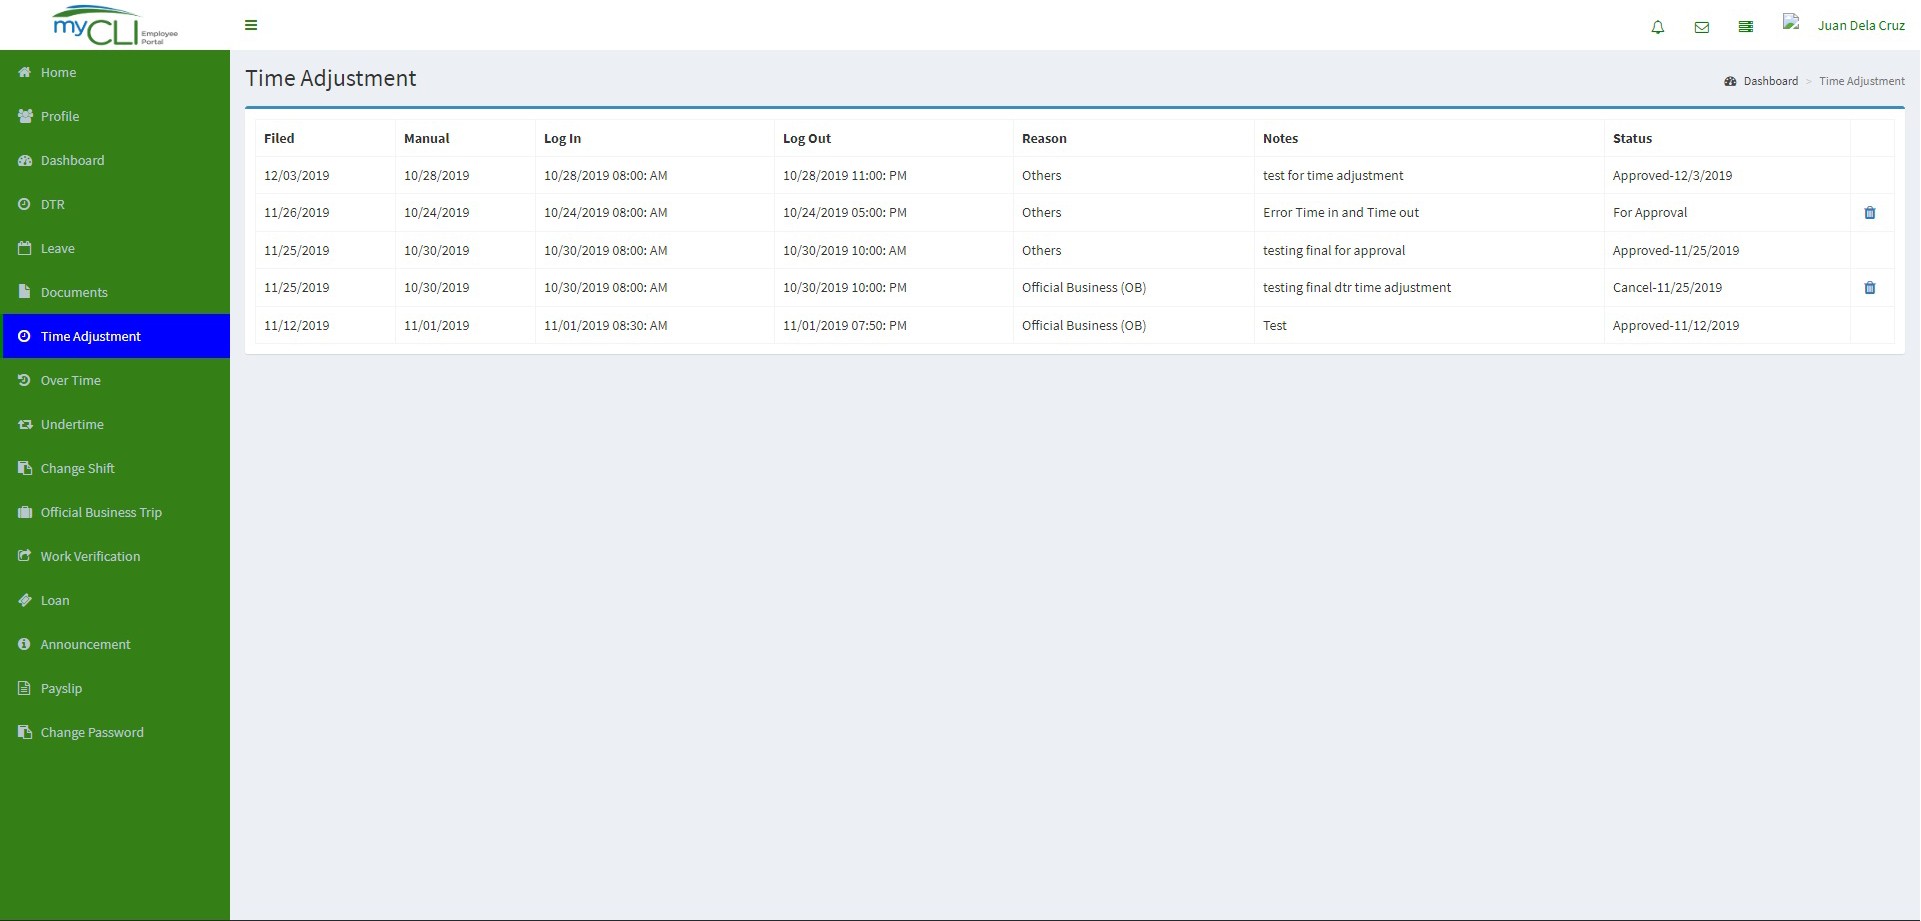 myCLI Employee Portal
Juan Dela Cruz
Home
Profile
Dashboard
DTR
Leave
Documents
Time Adjustment
Over Time
Undertime
Change Shift
Official Business Trip
Work Verification
Loan
Announcement
Payslip
Change Password
Time Adjustment
Dashboard > Time Adjustment
Filed Manual Log In Log Out Reason Notes Status
12/03/2019 10/28/2019 10/28/2019 08:00: AM 10/28/2019 11:00: PM Others test for time adjustment Approved-12/3/2019
11/26/2019 10/24/2019 10/24/2019 08:00: AM 10/24/2019 05:00: PM Others Error Time in and Time out For Approval
11/25/2019 10/30/2019 10/30/2019 08:00: AM 10/30/2019 10:00: AM Others testing final for approval Approved-11/25/2019
11/25/2019 10/30/2019 10/30/2019 08:00: AM 10/30/2019 10:00: PM Official Business (OB) testing final dtr time adjustment Cancel-11/25/2019
11/12/2019 11/01/2019 11/01/2019 08:30: AM 11/01/2019 07:50: PM Official Business (OB) Test Approved-11/12/2019